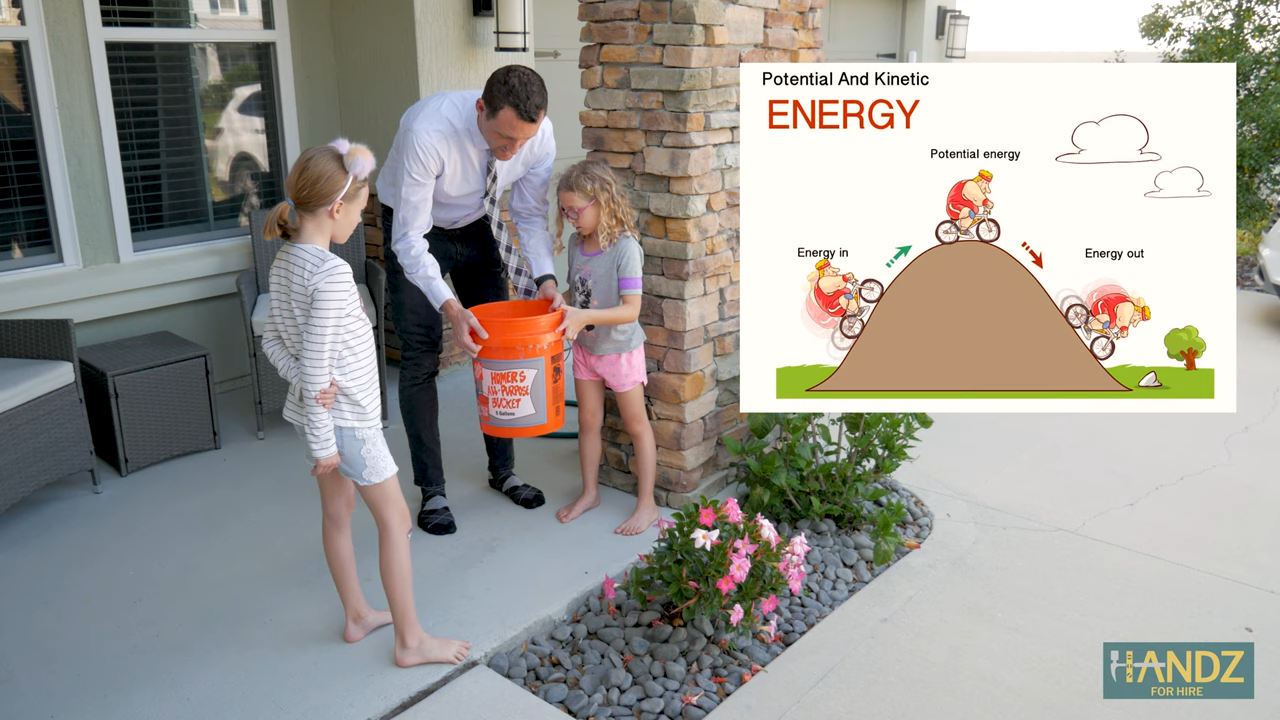 Potential And Kinetic
ENERGY
Potential energy
Energy in
Energy out
HOMER'S
ALL-PURPOSE
BUCKET
5 Gallons
HANDZ
FOR HIRE